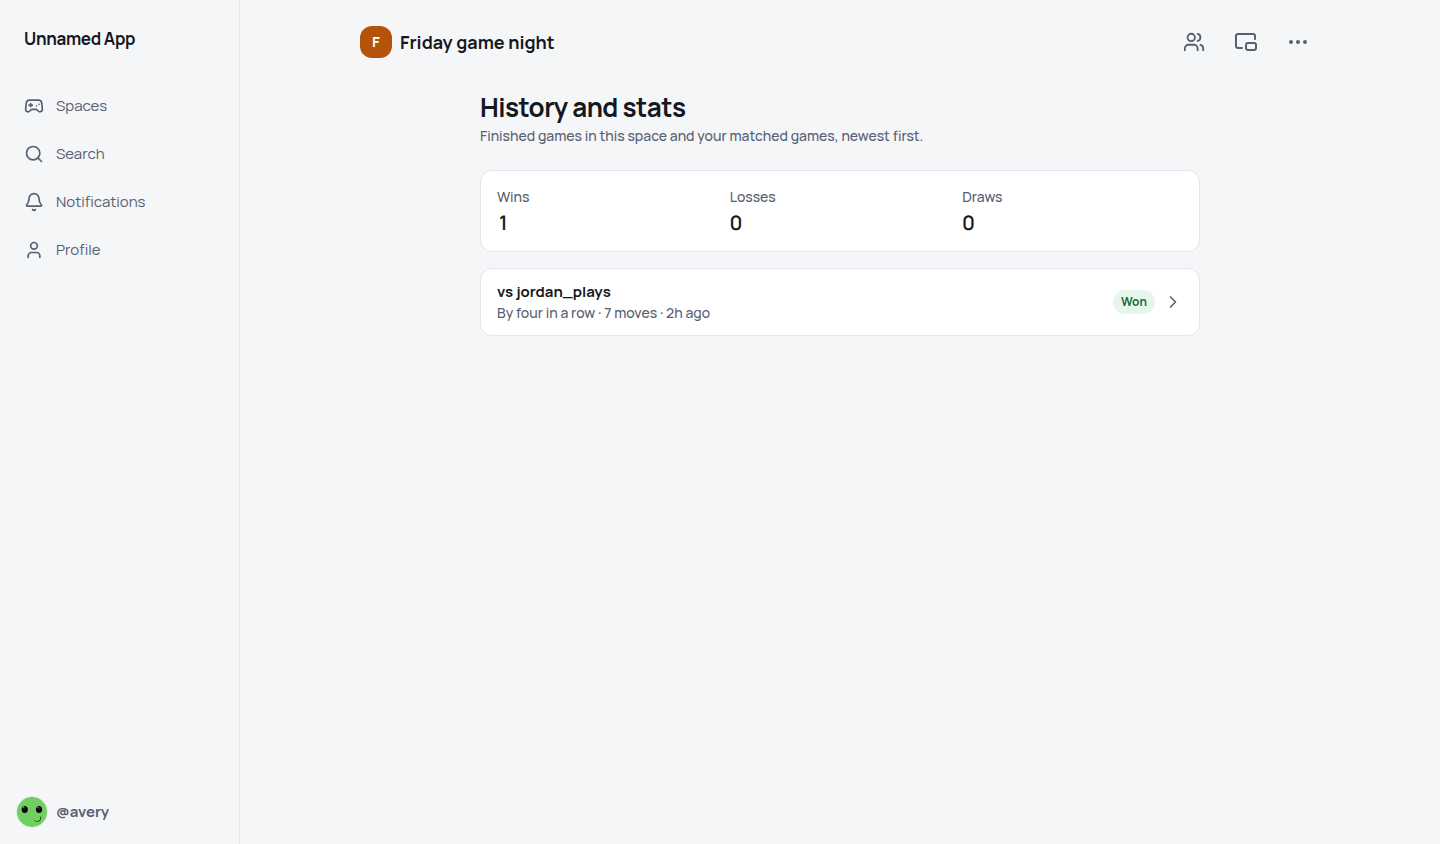 Unnamed App
Spaces
Search
Notifications
Profile
@avery
F
Friday game night
History and stats
Finished games in this space and your matched games, newest first.
Wins
1
Losses
0
Draws
0
vs jordan_plays
By four in a row · 7 moves · 2h ago
Won